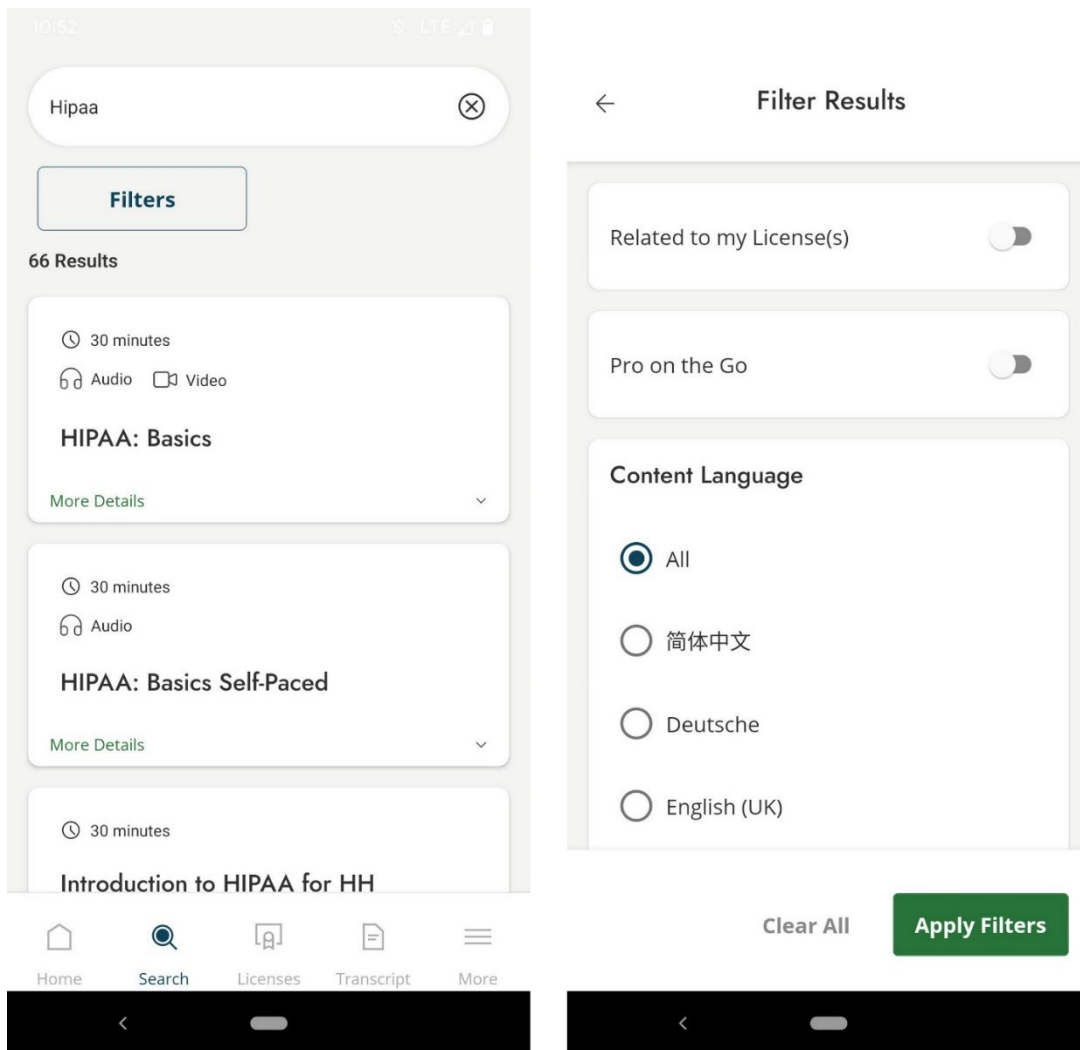 10:52 LTE
Hipaa
Filters
66 Results
30 minutes
Audio Video
HIPAA: Basics
More Details
30 minutes
Audio
HIPAA: Basics Self-Paced
More Details
30 minutes
Introduction to HIPAA for HH
Home Search Licenses Transcript More
Filter Results
Related to my License(s)
Pro on the Go
Content Language
All
简体中文
Deutsche
English (UK)
Clear All Apply Filters